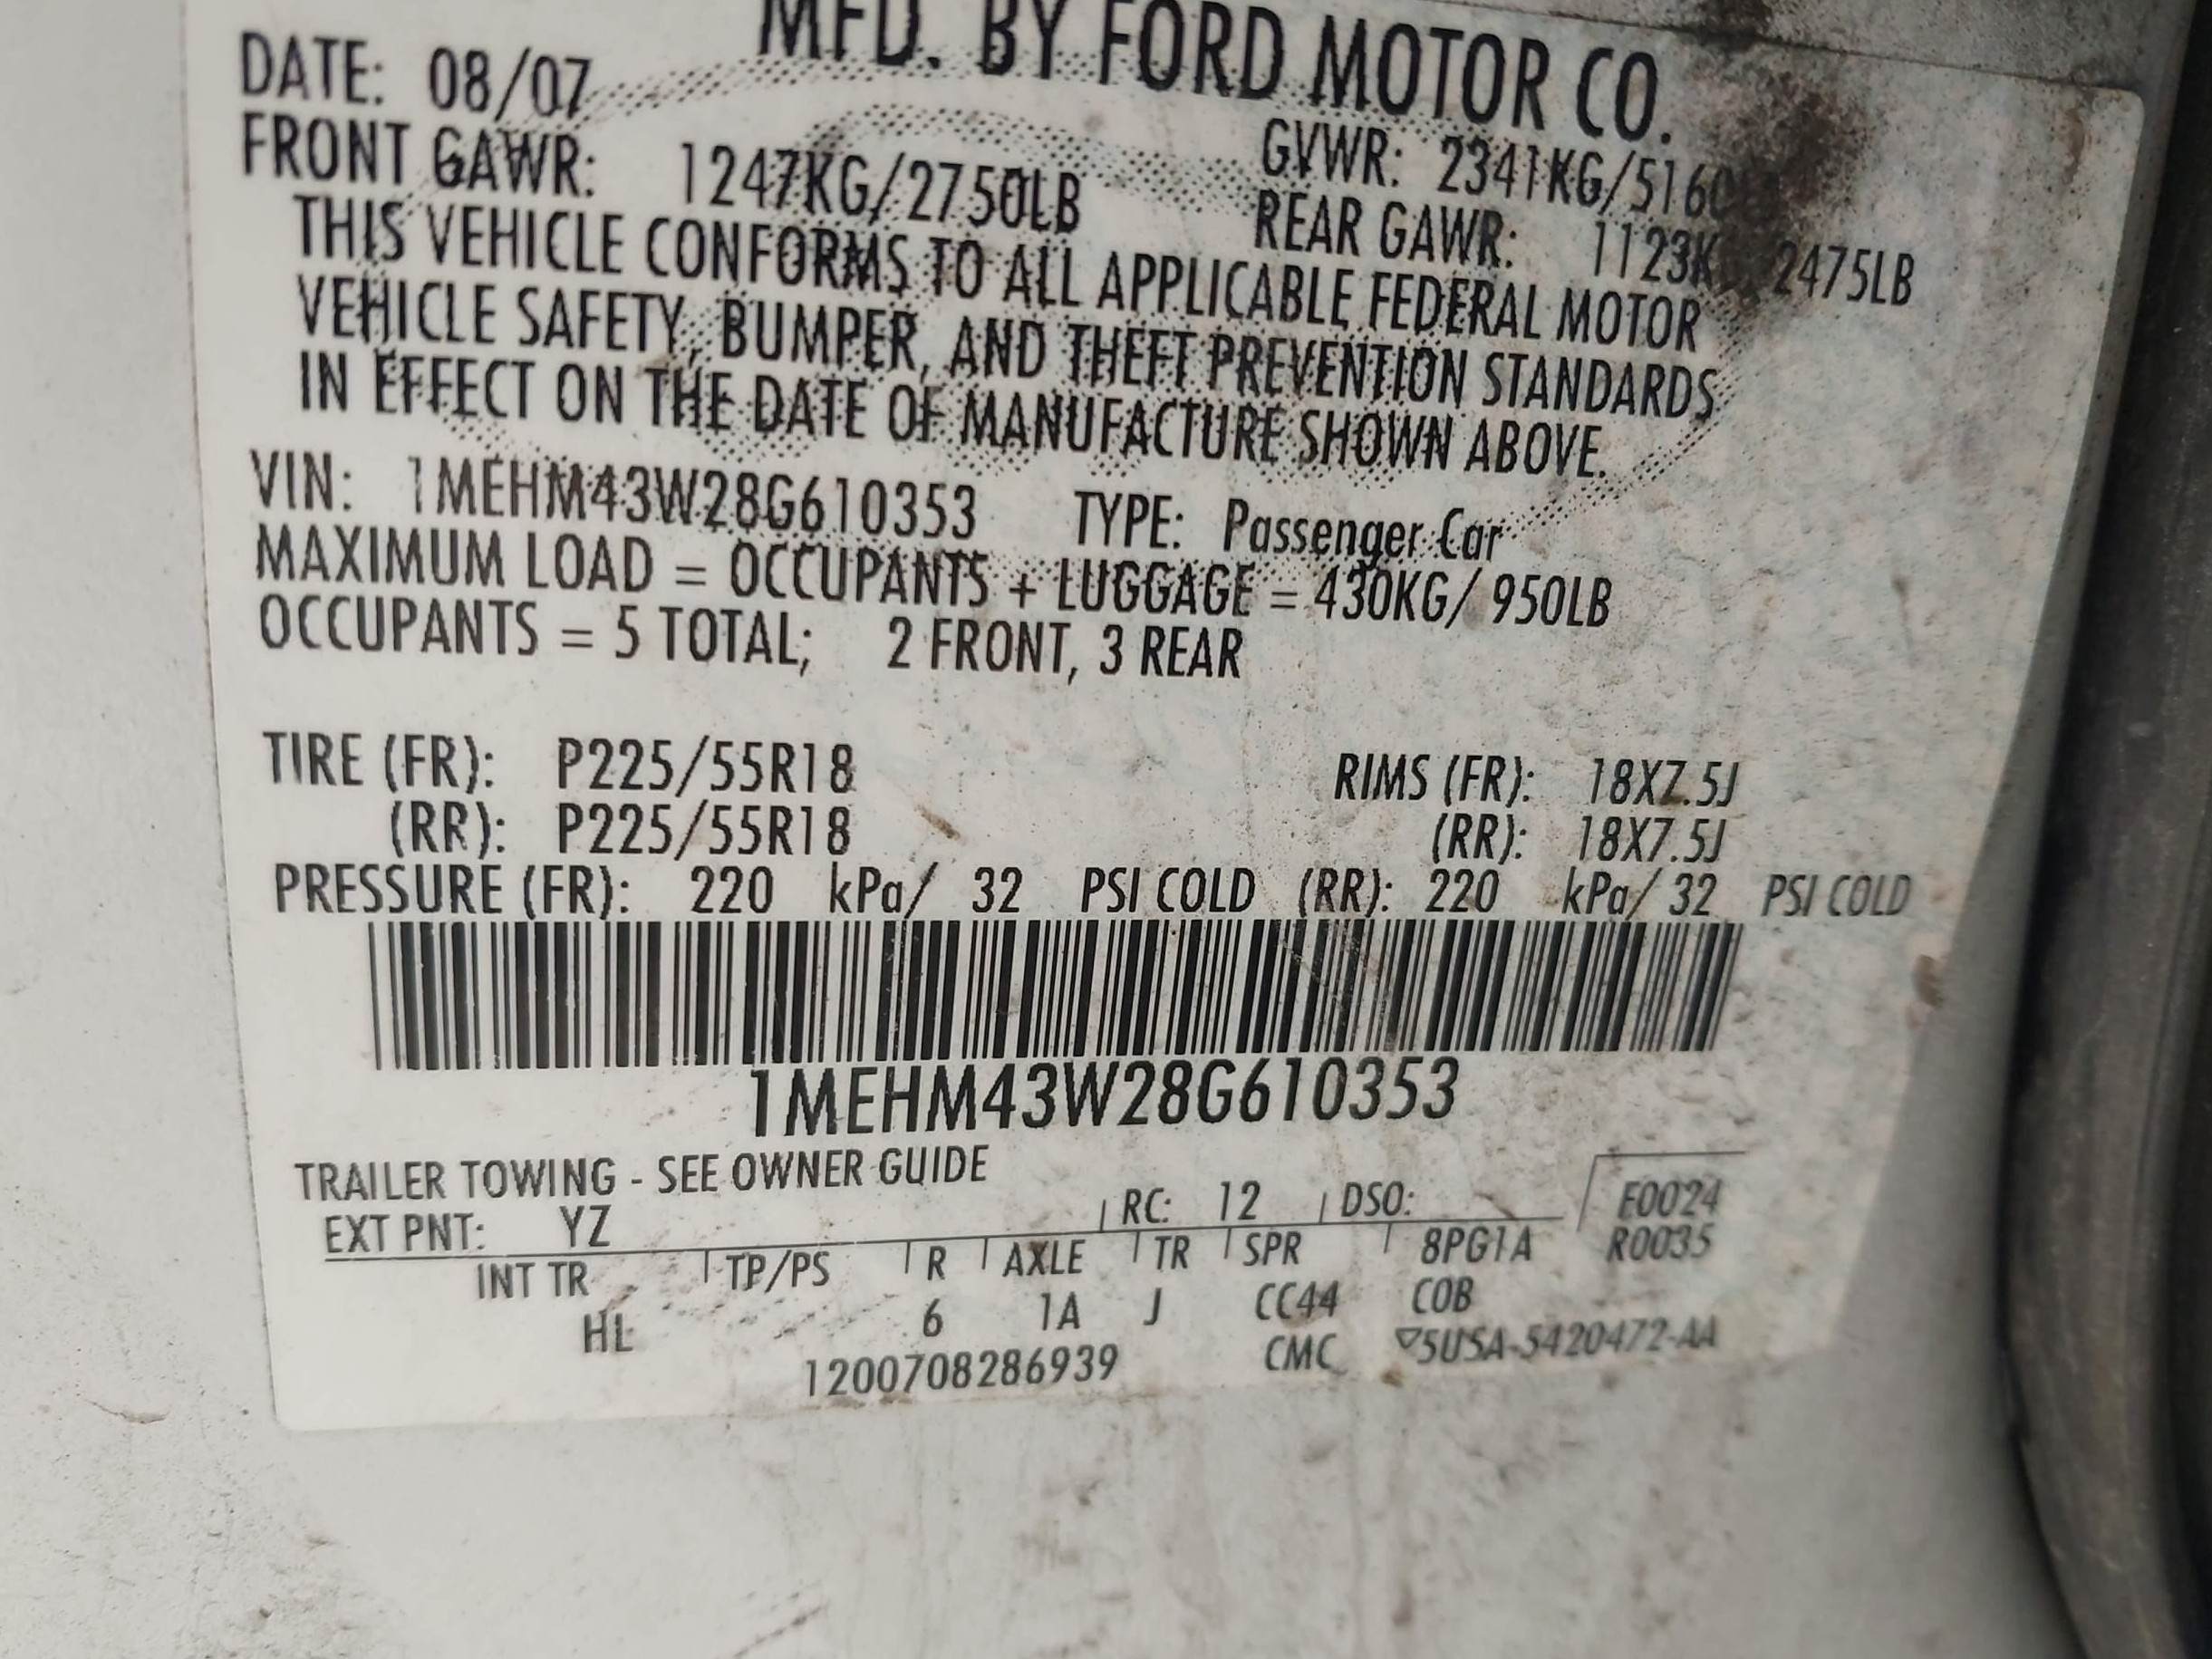 MFD. BY FORD MOTOR CO.
DATE: 08/07 GVWR: 2341KG/5160
FRONT GAWR: 1247KG/2750LB REAR GAWR: 1123K 2475LB
THIS VEHICLE CONFORMS TO ALL APPLICABLE FEDERAL MOTOR
VEHICLE SAFETY, BUMPER, AND THEFT PREVENTION STANDARDS
IN EFFECT ON THE DATE OF MANUFACTURE SHOWN ABOVE.
VIN: 1MEHM43W28G610353 TYPE: Passenger Car
MAXIMUM LOAD = OCCUPANTS + LUGGAGE = 430KG/ 950LB
OCCUPANTS = 5 TOTAL; 2 FRONT, 3 REAR
TIRE (FR): P225/55R18 RIMS (FR): 18X7.5J
(RR): P225/55R18 (RR): 18X7.5J
PRESSURE (FR): 220 kPa/ 32 PSI COLD (RR): 220 kPa/ 32 PSI COLD
1MEHM43W28G610353
TRAILER TOWING - SEE OWNER GUIDE
EXT PNT: YZ RC: 12 DSO: E0024
INT TR TP/PS R AXLE TR SPR 8PG1A R0035
HL 6 1A J CC44 COB
1200708286939 CMC ▽5U5A-5420472-AA